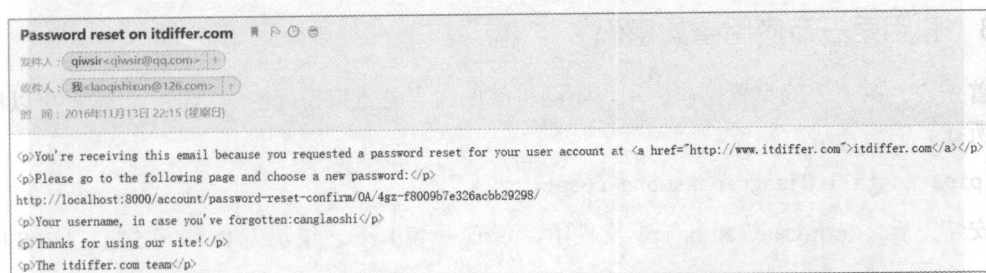 Password reset on itdiffer.com
发件人：qiwsir<qiwsir@qq.com> +
收件人：我<laoqishixun@126.com> +
时 间：2016年11月13日 22:15 (星期日)
<p>You're receiving this email because you requested a password reset for your user account at <a href="http://www.itdiffer.com">itdiffer.com</a></p>
<p>Please go to the following page and choose a new password:</p>
http://localhost:8000/account/password-reset-confirm/OA/4gz-f8009b7e326acbb29298/
<p>Your username, in case you've forgotten:canglaoshi</p>
<p>Thanks for using our site!</p>
<p>The itdiffer.com team</p>